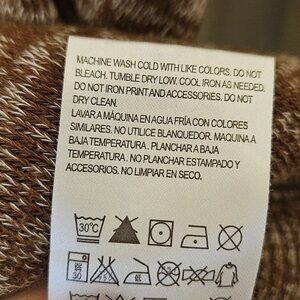 MACHINE WASH COLD WITH LIKE COLORS. DO NOT
BLEACH. TUMBLE DRY LOW. COOL IRON AS NEEDED.
DO NOT IRON PRINT AND ACCESSORIES. DO NOT
DRY CLEAN.
LAVAR A MÁQUINA EN AGUA FRÍA CON COLORES
SIMILARES. NO UTILICE BLANQUEDOR. MAQUINA A
BAJA TEMPERATURA. PLANCHAR A BAJA
TEMPERATURA. NO PLANCHAR ESTAMPADO Y
ACCESORIOS. NO LIMPIAR EN SECO.
30°C
30